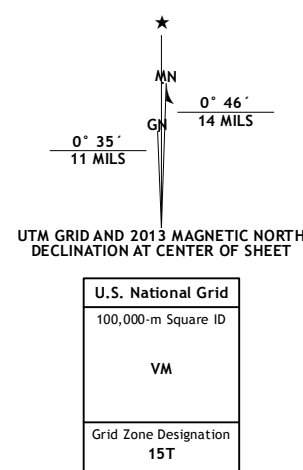 ★
MN
0° 46´
14 MILS
GN
0° 35´
11 MILS
UTM GRID AND 2013 MAGNETIC NORTH
DECLINATION AT CENTER OF SHEET
U.S. National Grid
100,000-m Square ID
VM
Grid Zone Designation
15T